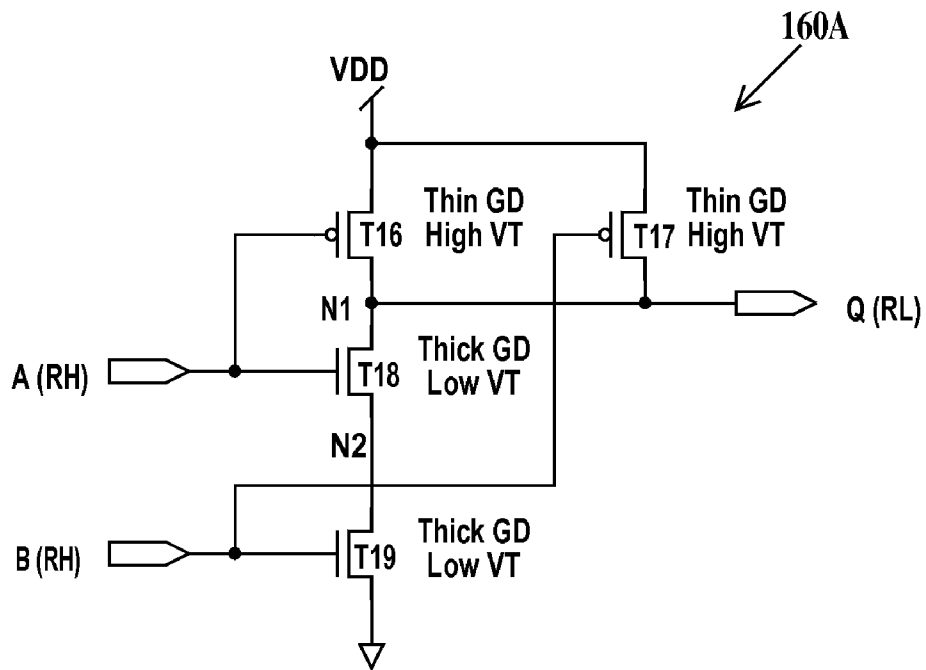 160A
VDD
Thin GD
High VT
T16
Thin GD
High VT
T17
N1
Q (RL)
A (RH)
T18
Thick GD
Low VT
N2
B (RH)
T19
Thick GD
Low VT